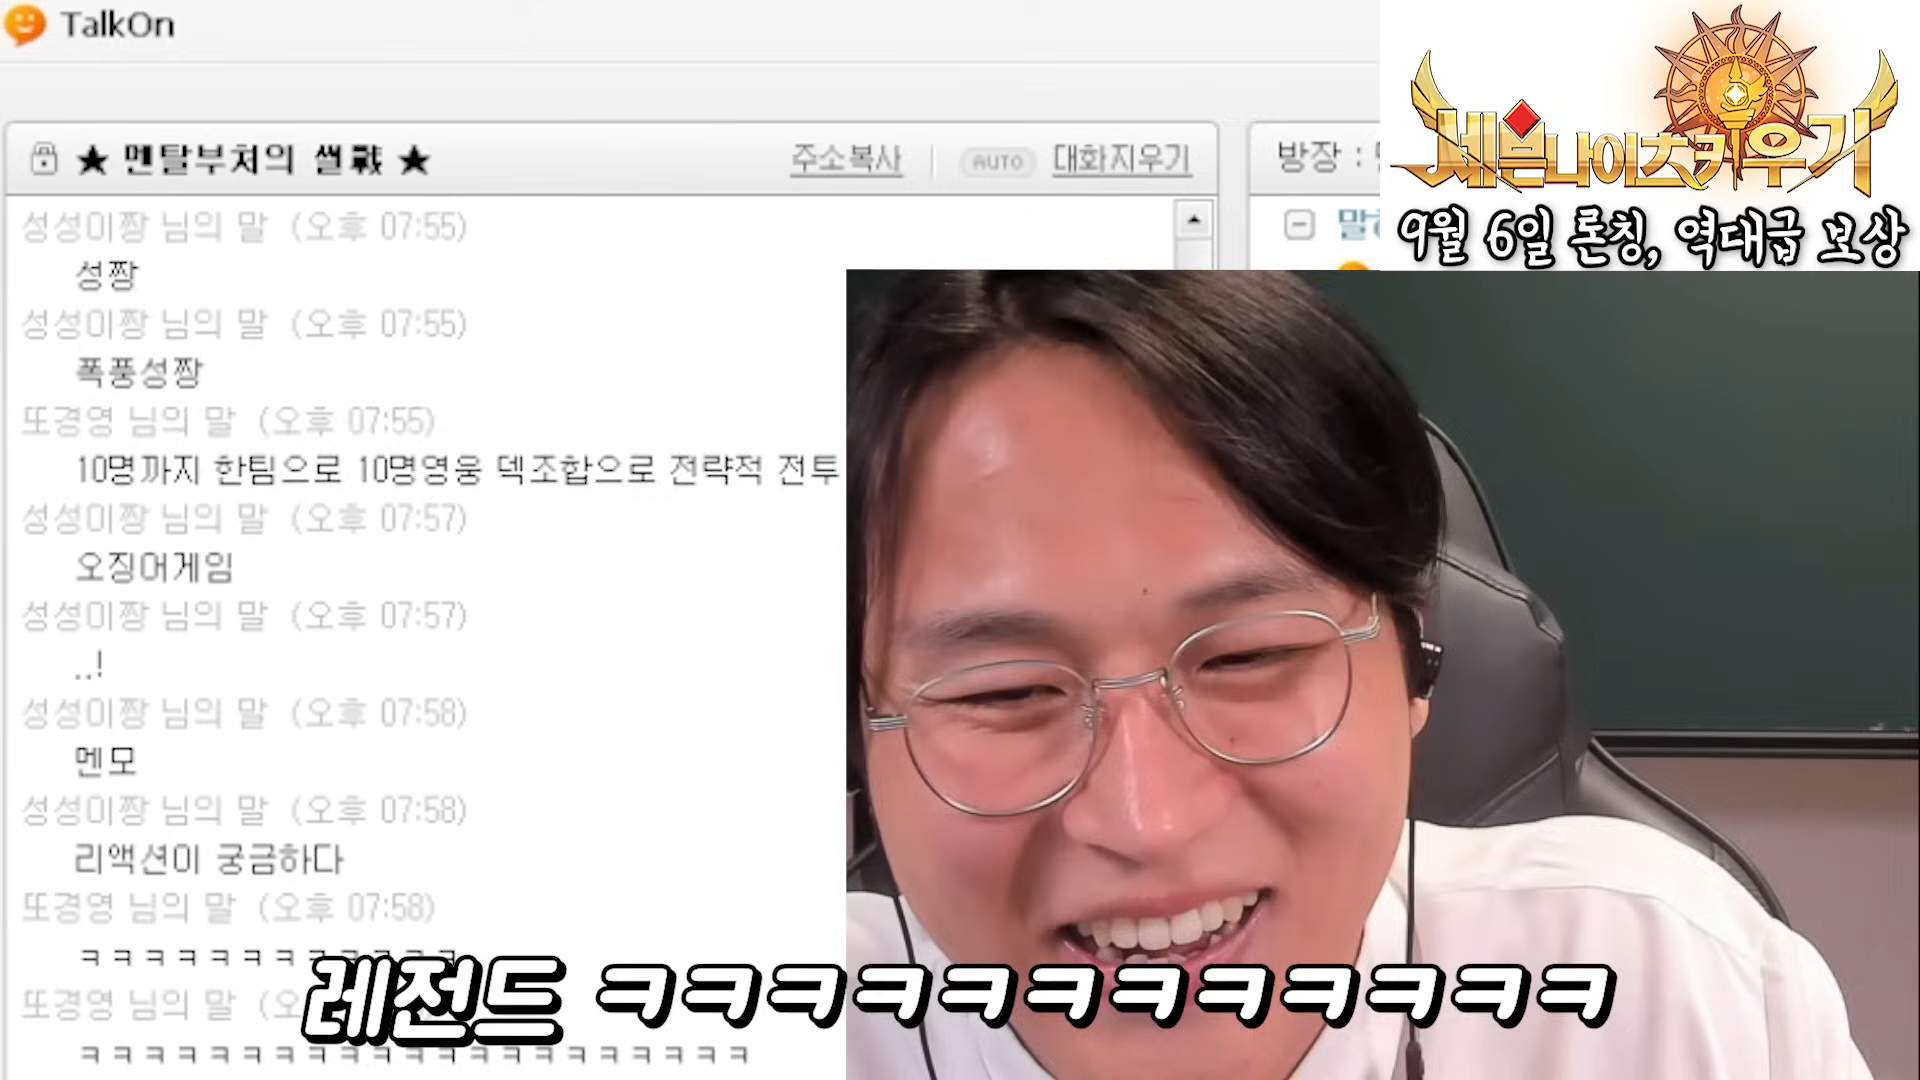 TalkOn
★ 멘탈부처의 썰戰 ★
주소복사
AUTO
대화지우기
방장 :
세븐나이츠키우기
9월 6일 론칭, 역대급 보상
성성이짱 님의 말 (오후 07:55)
성짱
성성이짱 님의 말 (오후 07:55)
폭풍성짱
또경영 님의 말 (오후 07:55)
10명까지 한팀으로 10명영웅 덱조합으로 전략적 전투
성성이짱 님의 말 (오후 07:57)
오징어게임
성성이짱 님의 말 (오후 07:57)
..!
성성이짱 님의 말 (오후 07:58)
멘모
성성이짱 님의 말 (오후 07:58)
리액션이 궁금하다
또경영 님의 말 (오후 07:58)
ㅋㅋㅋㅋㅋㅋㅋㅋㅋㅋㅋㅋ
레전드 ㅋㅋㅋㅋㅋㅋㅋㅋㅋㅋㅋㅋ
또경영 님의 말 (오
ㅋㅋㅋㅋㅋㅋㅋㅋㅋㅋㅋㅋㅋㅋㅋㅋㅋㅋㅋㅋㅋ